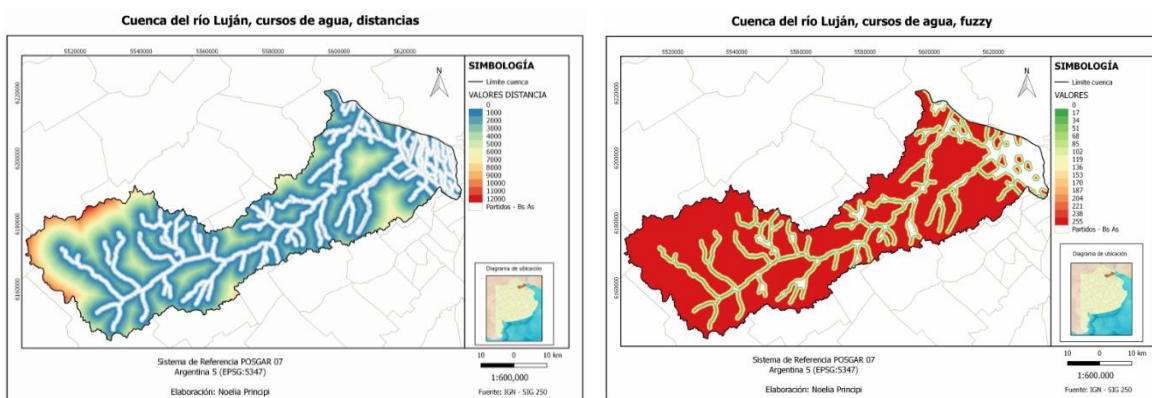 Cuenca del río Luján, cursos de agua, distancias
5520000 5540000 5560000 5580000 5600000 5620000
6220000
6200000
6180000
6160000
N
SIMBOLOGÍA
Límite cuenca
VALORES DISTANCIA
0
1000
2000
3000
4000
5000
6000
7000
8000
9000
10000
11000
12000
Partidos - Bs As
Diagrama de ubicación
10 0 10 km
1:600,000
Fuente: IGN - SIG 250
Sistema de Referencia POSGAR 07
Argentina 5 (EPSG:5347)
Elaboración: Noelia Principi
Cuenca del río Luján, cursos de agua, fuzzy
5520000 5540000 5560000 5580000 5600000 5620000
6220000
6200000
6180000
6160000
N
SIMBOLOGÍA
Límite cuenca
VALORES
0
17
34
51
68
85
102
119
136
153
170
187
204
221
238
255
Partidos - Bs As
Diagrama de ubicación
10 0 10 km
1:600.000
Fuente: IGN - SIG 250
Sistema de Referencia POSGAR 07
Argentina 5 (EPSG:5347)
Elaboración: Noelia Principi